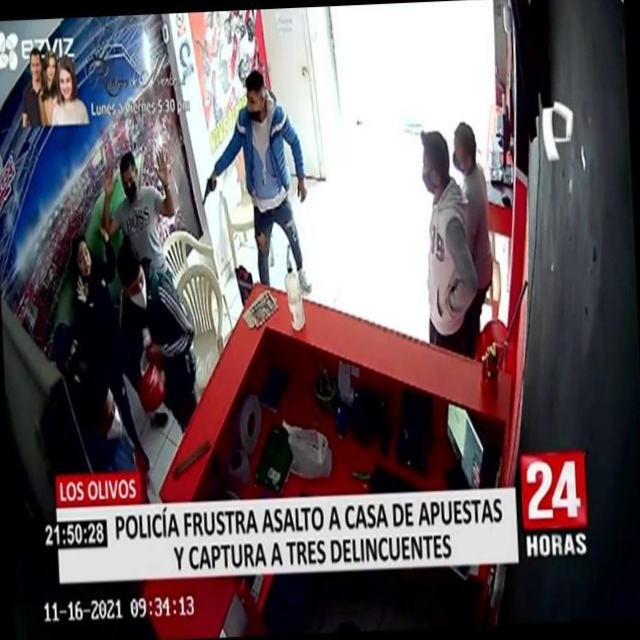 EZVIZ
Lunes a Viernes 5:30 pm
BOSS
LOS OLIVOS
21:50:28
POLICÍA FRUSTRA ASALTO A CASA DE APUESTAS
Y CAPTURA A TRES DELINCUENTES
24
HORAS
11-16-2021 09:34:13